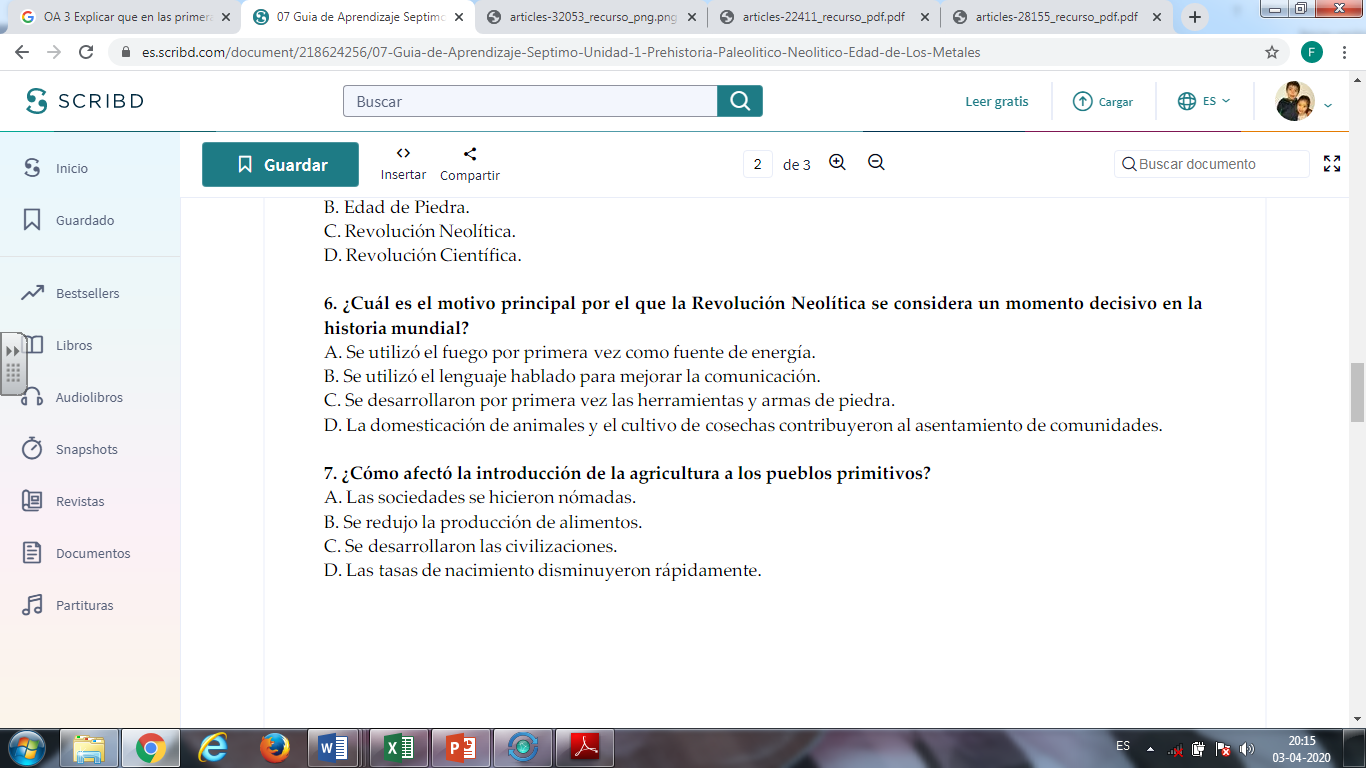 OA 3 Explicar que en las primera
07 Guia de Aprendizaje Septimo
articles-32053_recurso_png.png
articles-22411_recurso_pdf.pdf
articles-28155_recurso_pdf.pdf
es.scribd.com/document/218624256/07-Guia-de-Aprendizaje-Septimo-Unidad-1-Prehistoria-Paleolitico-Neolitico-Edad-de-Los-Metales
F
SCRIBD
Buscar
Leer gratis
Cargar
ES
Inicio
Guardado
Bestsellers
Libros
Audiolibros
Snapshots
Revistas
Documentos
Partituras
Guardar
Insertar
Compartir
2 de 3
Buscar documento
B. Edad de Piedra.
C. Revolución Neolítica.
D. Revolución Científica.
6. ¿Cuál es el motivo principal por el que la Revolución Neolítica se considera un momento decisivo en la
historia mundial?
A. Se utilizó el fuego por primera vez como fuente de energía.
B. Se utilizó el lenguaje hablado para mejorar la comunicación.
C. Se desarrollaron por primera vez las herramientas y armas de piedra.
D. La domesticación de animales y el cultivo de cosechas contribuyeron al asentamiento de comunidades.
7. ¿Cómo afectó la introducción de la agricultura a los pueblos primitivos?
A. Las sociedades se hicieron nómadas.
B. Se redujo la producción de alimentos.
C. Se desarrollaron las civilizaciones.
D. Las tasas de nacimiento disminuyeron rápidamente.
ES
20:15
03-04-2020